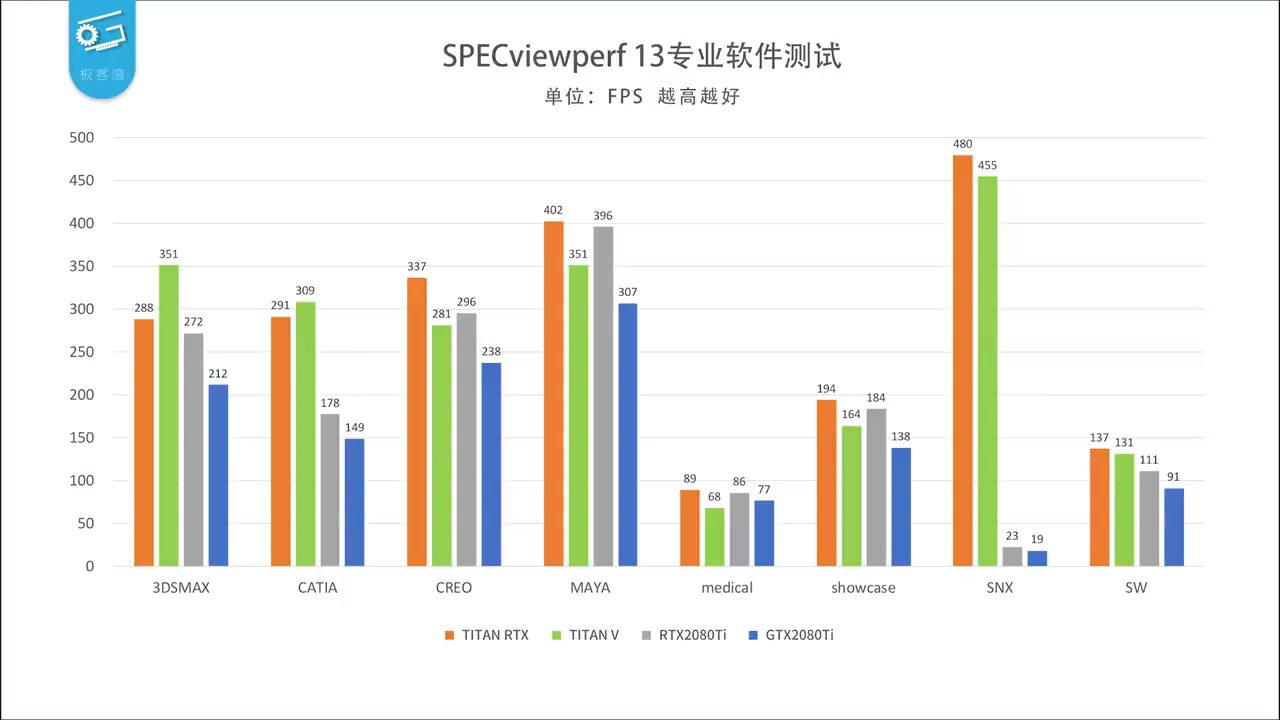 极客湾
SPECviewperf 13专业软件测试
单位：FPS 越高越好
500
450
400
350
300
250
200
150
100
50
0
288 351 272 212
291 309 178 149
337 281 296 238
402 351 396 307
89 68 86 77
194 164 184 138
480 455 23 19
137 131 111 91
3DSMAX CATIA CREO MAYA medical showcase SNX SW
TITAN RTX TITAN V RTX2080Ti GTX2080Ti